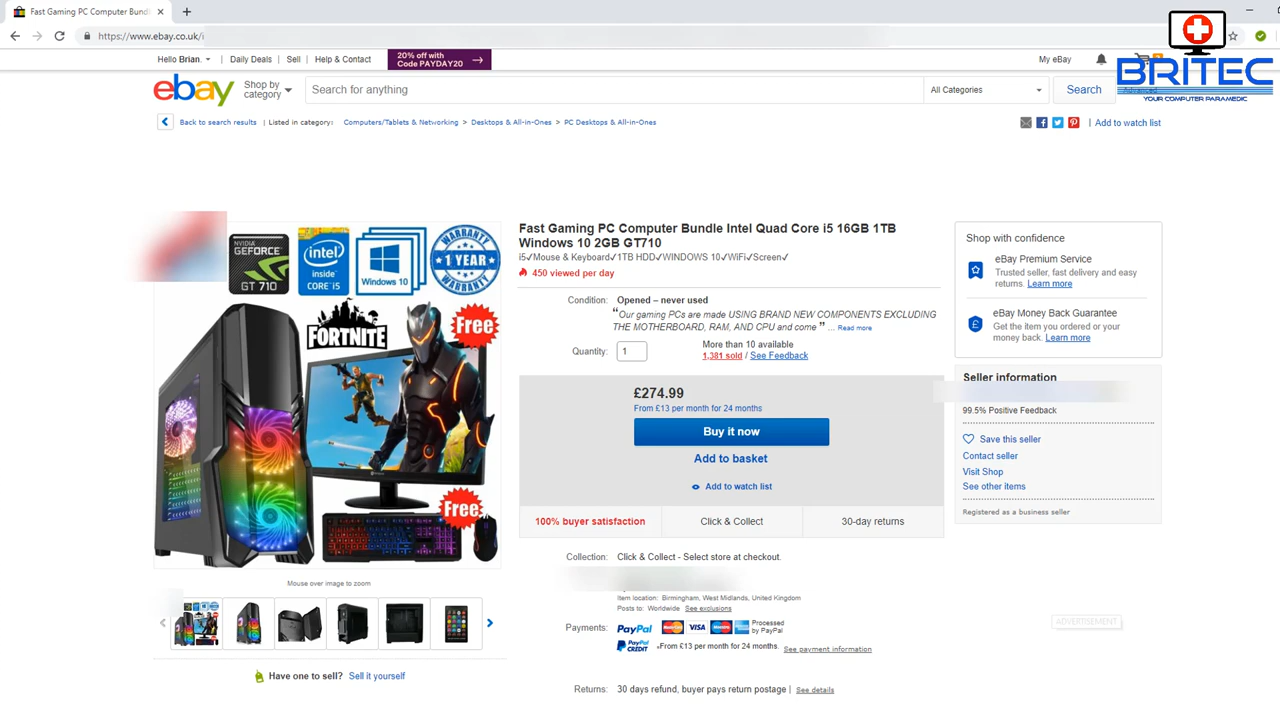 Fast Gaming PC Computer Bundl
https://www.ebay.co.uk/i
Hello Brian.
Daily Deals
Sell
Help & Contact
20% off with
Code PAYDAY20
My eBay
BRITEC
YOUR COMPUTER PARAMEDIC
ebay
Shop by
category
Search for anything
All Categories
Search
Back to search results | Listed in category: Computers/Tablets & Networking > Desktops & All-in-Ones > PC Desktops & All-in-Ones
| Add to watch list
NVIDIA
GEFORCE
GT 710
intel
inside
CORE i5
Windows 10
WARRANTY
1 YEAR
WARRANTY
FORTNITE
Free
Free
Mouse over image to zoom
Have one to sell? Sell it yourself
Fast Gaming PC Computer Bundle Intel Quad Core i5 16GB 1TB
Windows 10 2GB GT710
i5✓Mouse & Keyboard✓1TB HDD✓WINDOWS 10✓WiFi✓Screen✓
450 viewed per day
Condition: Opened – never used
“Our gaming PCs are made USING BRAND NEW COMPONENTS EXCLUDING
THE MOTHERBOARD, RAM, AND CPU and come ” ... Read more
Quantity: 1
More than 10 available
1,381 sold / See Feedback
£274.99
From £13 per month for 24 months
Buy it now
Add to basket
Add to watch list
100% buyer satisfaction
Click & Collect
30-day returns
Collection: Click & Collect - Select store at checkout.
Item location: Birmingham, West Midlands, United Kingdom
Posts to: Worldwide See exclusions
Payments: PayPal MasterCard VISA Maestro Processed
by PayPal
PayPal
CREDIT *From £13 per month for 24 months. See payment information
Returns: 30 days refund, buyer pays return postage | See details
Shop with confidence
eBay Premium Service
Trusted seller, fast delivery and easy
returns. Learn more
eBay Money Back Guarantee
Get the item you ordered or your
money back. Learn more
Seller information
99.5% Positive Feedback
Save this seller
Contact seller
Visit Shop
See other items
Registered as a business seller
ADVERTISEMENT